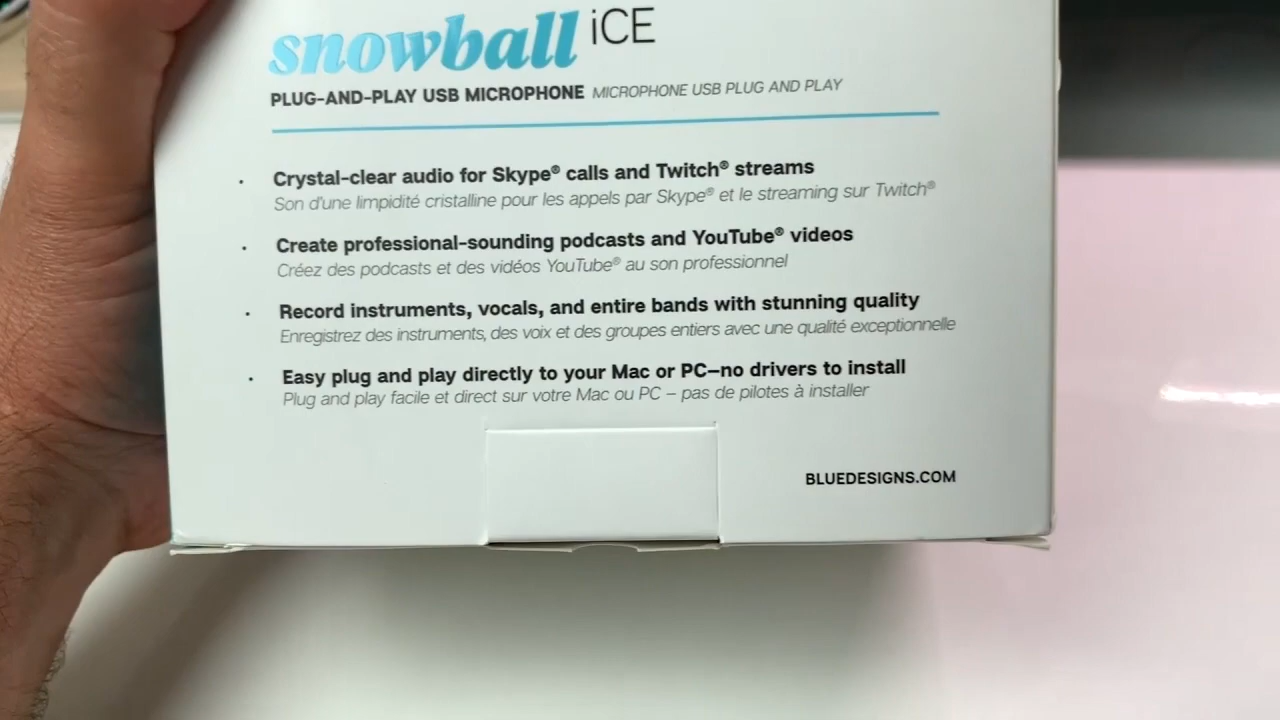 snowball iCE
PLUG-AND-PLAY USB MICROPHONE MICROPHONE USB PLUG AND PLAY
· Crystal-clear audio for Skype® calls and Twitch® streams
Son d'une limpidité cristalline pour les appels par Skype® et le streaming sur Twitch®
· Create professional-sounding podcasts and YouTube® videos
Créez des podcasts et des vidéos YouTube® au son professionnel
· Record instruments, vocals, and entire bands with stunning quality
Enregistrez des instruments, des voix et des groupes entiers avec une qualité exceptionnelle
· Easy plug and play directly to your Mac or PC—no drivers to install
Plug and play facile et direct sur votre Mac ou PC – pas de pilotes à installer
BLUEDESIGNS.COM